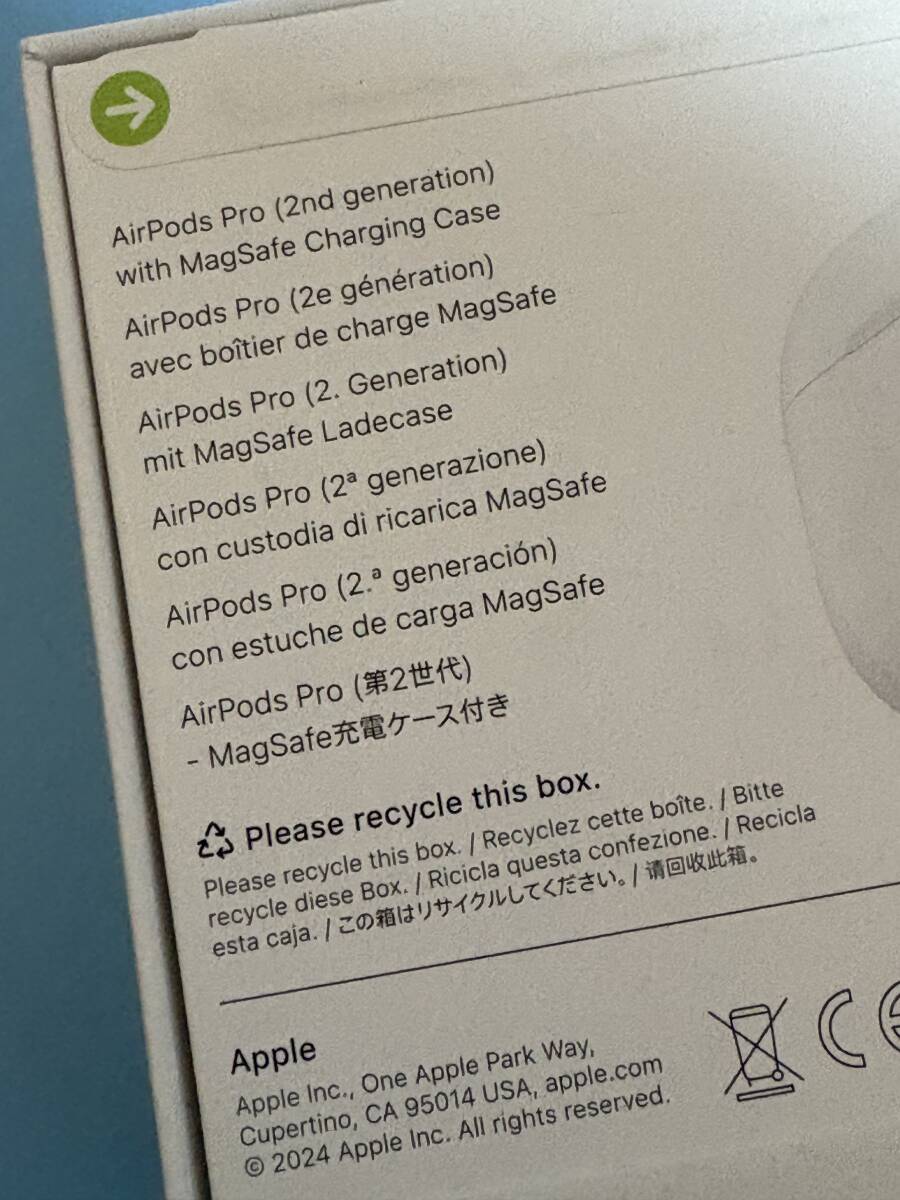 AirPods Pro (2nd generation)
with MagSafe Charging Case
AirPods Pro (2e génération)
avec boîtier de charge MagSafe
AirPods Pro (2. Generation)
mit MagSafe Ladecase
AirPods Pro (2ª generazione)
con custodia di ricarica MagSafe
AirPods Pro (2.ª generación)
con estuche de carga MagSafe
AirPods Pro (第2世代)
- MagSafe充電ケース付き
Please recycle this box.
Please recycle this box. / Recyclez cette boîte. / Bitte
recycle diese Box. / Ricicla questa confezione. / Recicla
esta caja. / この箱はリサイクルしてください。/ 请回收此箱。
Apple
Apple Inc., One Apple Park Way,
Cupertino, CA 95014 USA, apple.com
© 2024 Apple Inc. All rights reserved.
CE